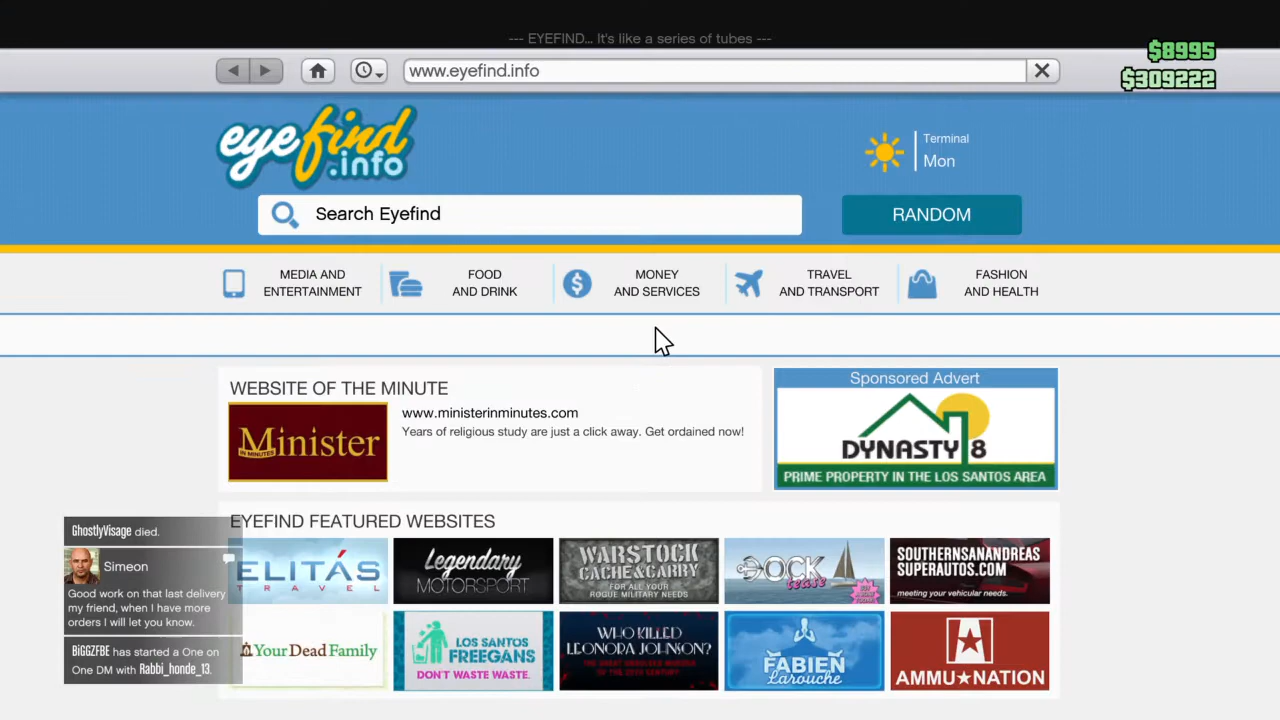 --- EYEFIND... It's like a series of tubes ---
$8995
$309222
www.eyefind.info
eyefind
.info
Terminal
Mon
Search Eyefind
RANDOM
MEDIA AND
ENTERTAINMENT
FOOD
AND DRINK
MONEY
AND SERVICES
TRAVEL
AND TRANSPORT
FASHION
AND HEALTH
WEBSITE OF THE MINUTE
Minister
IN MINUTES
www.ministerinminutes.com
Years of religious study are just a click away. Get ordained now!
Sponsored Advert
DYNASTY 8
PRIME PROPERTY IN THE LOS SANTOS AREA
EYEFIND FEATURED WEBSITES
ELITÁS
TRAVEL
Legendary
MOTORSPORT
WARSTOCK
CACHE & CARRY
FOR ALL YOUR
ROGUE MILITARY NEEDS
DOCK
tease
SOUTHERNSANANDREAS
SUPERAUTOS.COM
meeting your vehicular needs.
YourDeadFamily
LOS SANTOS
FREEGANS
DON'T WASTE WASTE.
WHO KILLED
LEONORA JOHNSON?
FABIEN
Larouche
AMMU★NATION
GhostlyVisage died.
Simeon
Good work on that last delivery
my friend, when I have more
orders I will let you know.
BiGGZFBE has started a One on
One DM with Rabbi_honde_13.